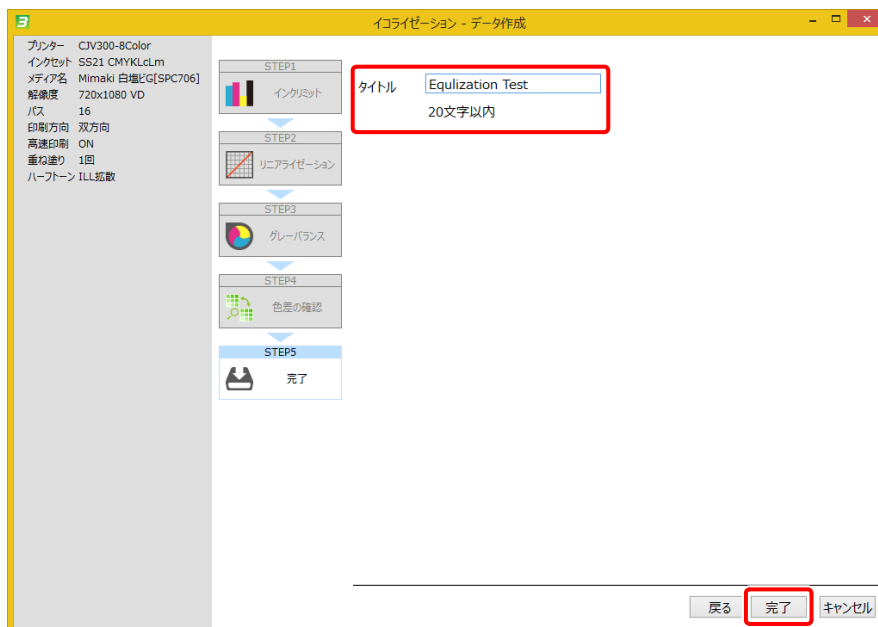 イコライゼーション - データ作成
プリンター CJV300-8Color
インクセット SS21 CMYKLcLm
メディア名 Mimaki 白塩ビG[SPC706]
解像度 720x1080 VD
パス 16
印刷方向 双方向
高速印刷 ON
重ね塗り 1回
ハーフトーン ILL拡散
STEP1
インクリミット
STEP2
リニアライゼーション
STEP3
グレーバランス
STEP4
色差の確認
STEP5
完了
タイトル Equlization Test
20文字以内
戻る 完了 キャンセル